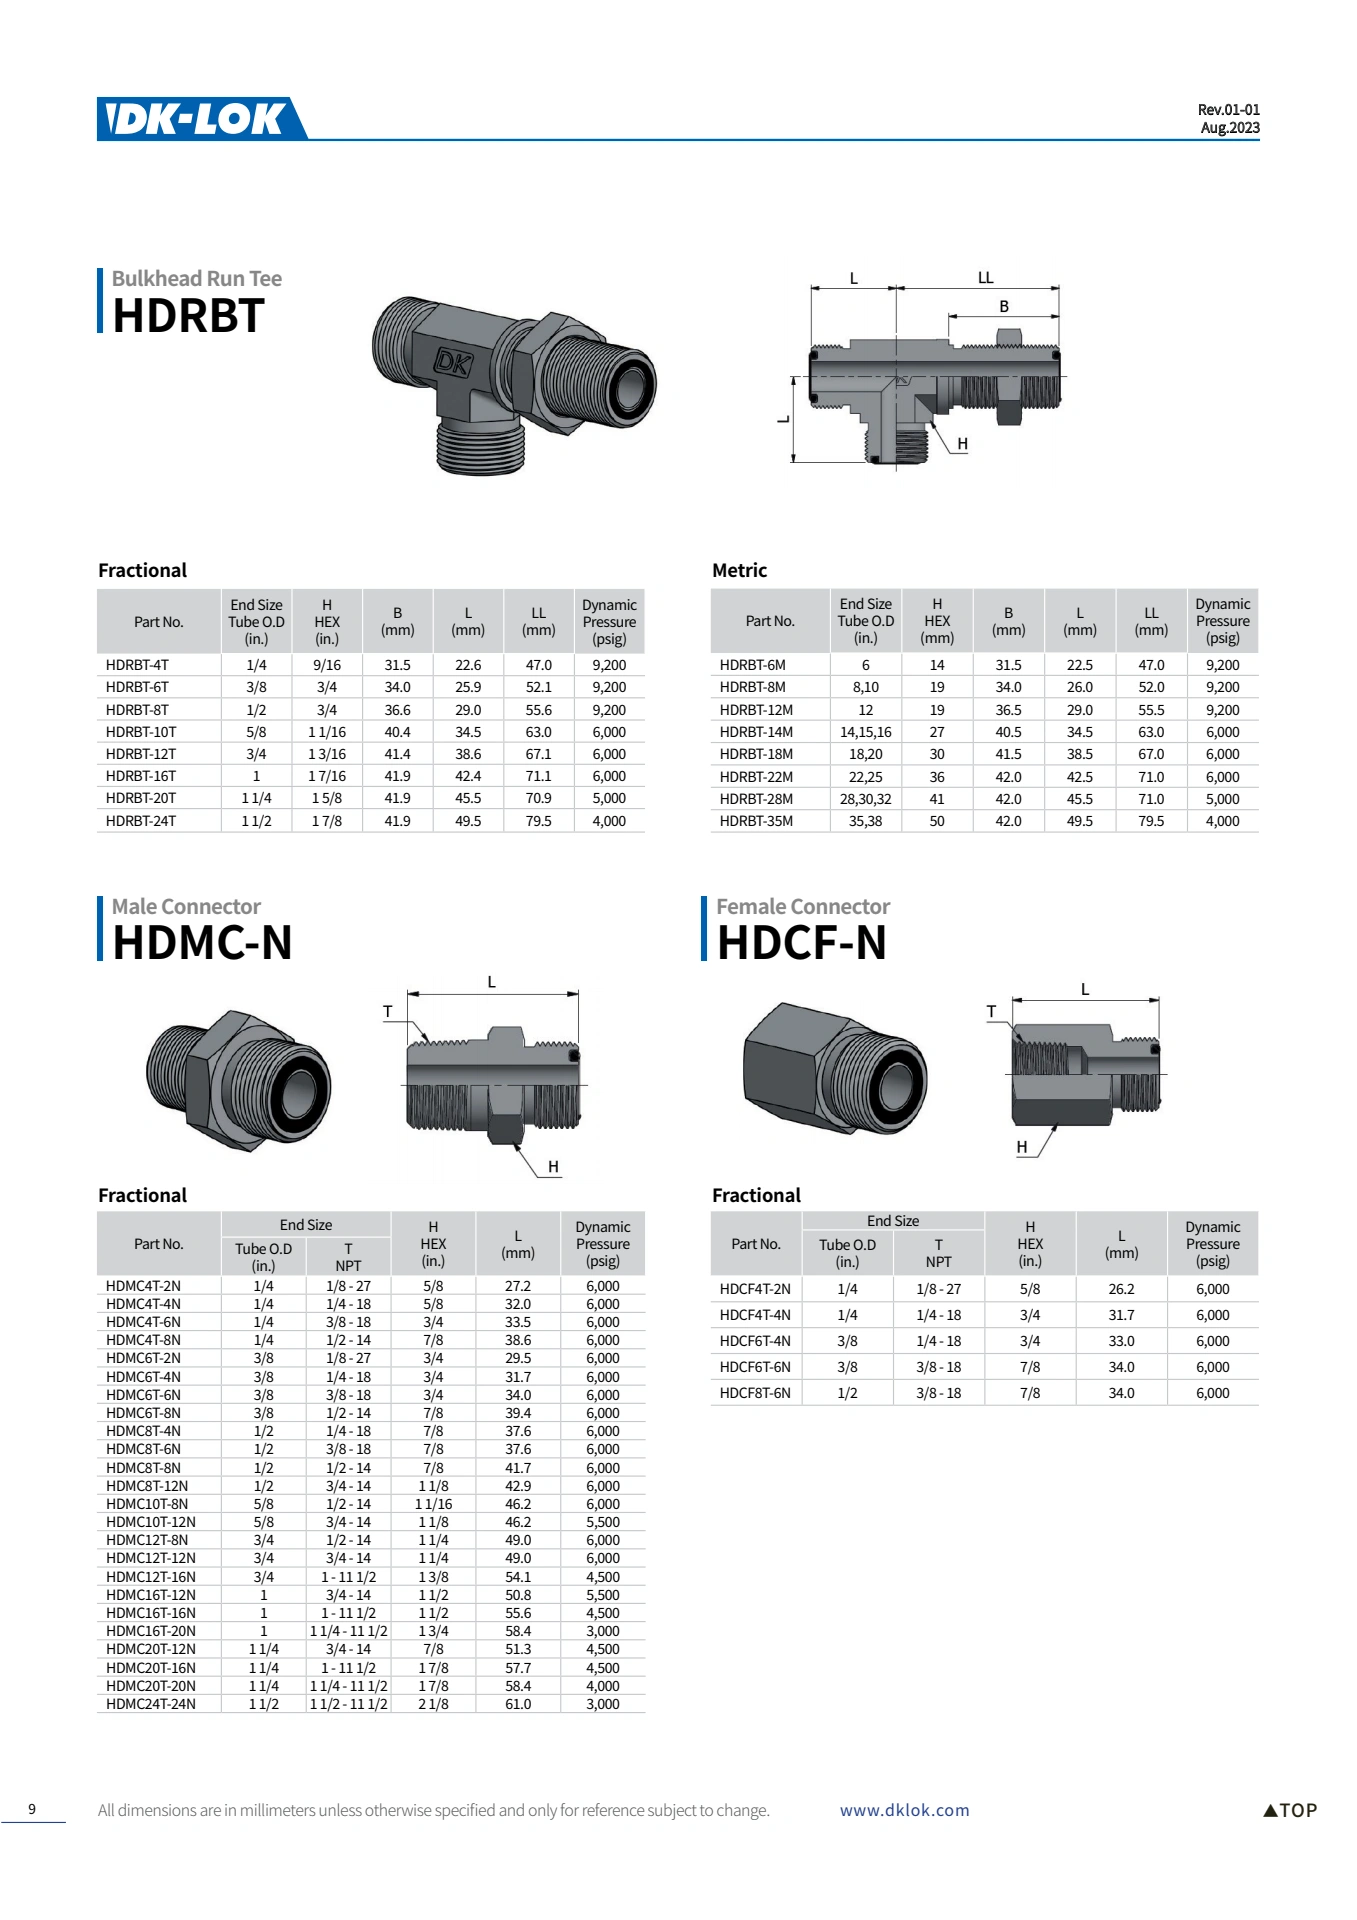 DK-LOK
Rev.01-01
Aug.2023
Bulkhead Run Tee
HDRBT
DK
L
LL
B
L
H
Fractional
Part No. End Size Tube O.D (in.) H HEX (in.) B (mm) L (mm) LL (mm) Dynamic Pressure (psig)
HDRBT-4T 1/4 9/16 31.5 22.6 47.0 9,200
HDRBT-6T 3/8 3/4 34.0 25.9 52.1 9,200
HDRBT-8T 1/2 3/4 36.6 29.0 55.6 9,200
HDRBT-10T 5/8 1 1/16 40.4 34.5 63.0 6,000
HDRBT-12T 3/4 1 3/16 41.4 38.6 67.1 6,000
HDRBT-16T 1 1 7/16 41.9 42.4 71.1 6,000
HDRBT-20T 1 1/4 1 5/8 41.9 45.5 70.9 5,000
HDRBT-24T 1 1/2 1 7/8 41.9 49.5 79.5 4,000
Metric
Part No. End Size Tube O.D (in.) H HEX (mm) B (mm) L (mm) LL (mm) Dynamic Pressure (psig)
HDRBT-6M 6 14 31.5 22.5 47.0 9,200
HDRBT-8M 8,10 19 34.0 26.0 52.0 9,200
HDRBT-12M 12 19 36.5 29.0 55.5 9,200
HDRBT-14M 14,15,16 27 40.5 34.5 63.0 6,000
HDRBT-18M 18,20 30 41.5 38.5 67.0 6,000
HDRBT-22M 22,25 36 42.0 42.5 71.0 6,000
HDRBT-28M 28,30,32 41 42.0 45.5 71.0 5,000
HDRBT-35M 35,38 50 42.0 49.5 79.5 4,000
Male Connector
HDMC-N
L
T
H
Fractional
Part No. End Size Tube O.D (in.) T NPT H HEX (in.) L (mm) Dynamic Pressure (psig)
HDMC4T-2N 1/4 1/8 - 27 5/8 27.2 6,000
HDMC4T-4N 1/4 1/4 - 18 5/8 32.0 6,000
HDMC4T-6N 1/4 3/8 - 18 3/4 33.5 6,000
HDMC4T-8N 1/4 1/2 - 14 7/8 38.6 6,000
HDMC6T-2N 3/8 1/8 - 27 3/4 29.5 6,000
HDMC6T-4N 3/8 1/4 - 18 3/4 31.7 6,000
HDMC6T-6N 3/8 3/8 - 18 3/4 34.0 6,000
HDMC6T-8N 3/8 1/2 - 14 7/8 39.4 6,000
HDMC8T-4N 1/2 1/4 - 18 7/8 37.6 6,000
HDMC8T-6N 1/2 3/8 - 18 7/8 37.6 6,000
HDMC8T-8N 1/2 1/2 - 14 7/8 41.7 6,000
HDMC8T-12N 1/2 3/4 - 14 1 1/8 42.9 6,000
HDMC10T-8N 5/8 1/2 - 14 1 1/16 46.2 6,000
HDMC10T-12N 5/8 3/4 - 14 1 1/8 46.2 5,500
HDMC12T-8N 3/4 1/2 - 14 1 1/4 49.0 6,000
HDMC12T-12N 3/4 3/4 - 14 1 1/4 49.0 6,000
HDMC12T-16N 3/4 1 - 11 1/2 1 3/8 54.1 4,500
HDMC16T-12N 1 3/4 - 14 1 1/2 50.8 5,500
HDMC16T-16N 1 1 - 11 1/2 1 1/2 55.6 4,500
HDMC16T-20N 1 1 1/4 - 11 1/2 1 3/4 58.4 3,000
HDMC20T-12N 1 1/4 3/4 - 14 7/8 51.3 4,500
HDMC20T-16N 1 1/4 1 - 11 1/2 1 7/8 57.7 4,500
HDMC20T-20N 1 1/4 1 1/4 - 11 1/2 1 7/8 58.4 4,000
HDMC24T-24N 1 1/2 1 1/2 - 11 1/2 2 1/8 61.0 3,000
Female Connector
HDCF-N
L
T
H
Fractional
Part No. End Size Tube O.D (in.) T NPT H HEX (in.) L (mm) Dynamic Pressure (psig)
HDCF4T-2N 1/4 1/8 - 27 5/8 26.2 6,000
HDCF4T-4N 1/4 1/4 - 18 3/4 31.7 6,000
HDCF6T-4N 3/8 1/4 - 18 3/4 33.0 6,000
HDCF6T-6N 3/8 3/8 - 18 7/8 34.0 6,000
HDCF8T-6N 1/2 3/8 - 18 7/8 34.0 6,000
9
All dimensions are in millimeters unless otherwise specified and only for reference subject to change.
www.dklok.com
▲TOP